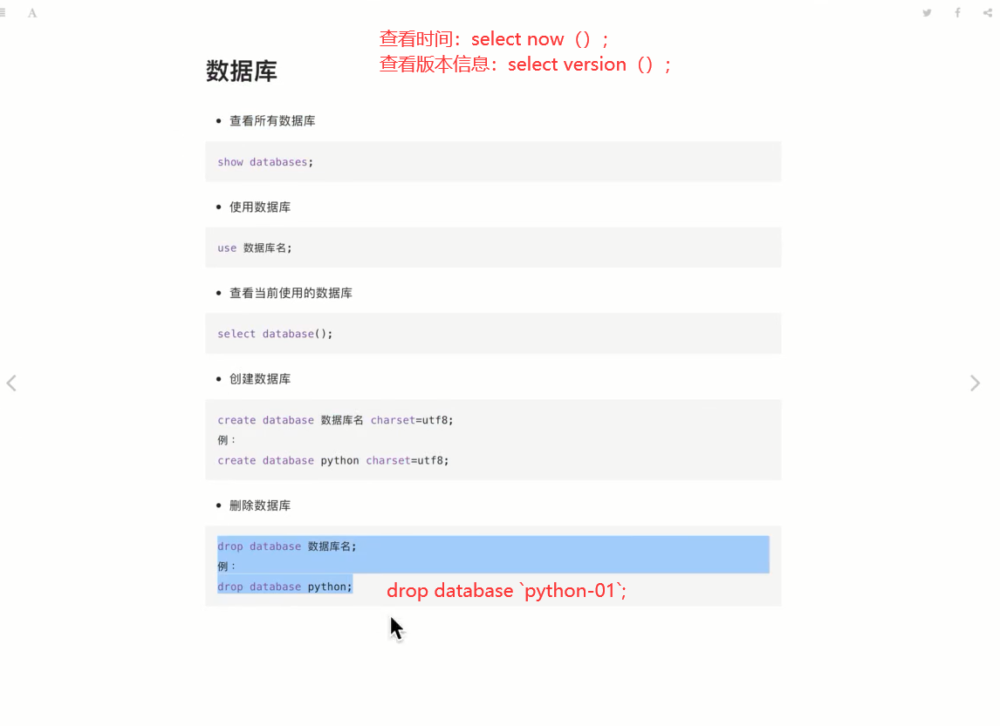 A
查看时间：select now（）;
查看版本信息：select version（）;
数据库
查看所有数据库
show databases;
使用数据库
use 数据库名;
查看当前使用的数据库
select database();
创建数据库
create database 数据库名 charset=utf8;
例：
create database python charset=utf8;
删除数据库
drop database 数据库名;
例：
drop database python;
drop database `python-01`;